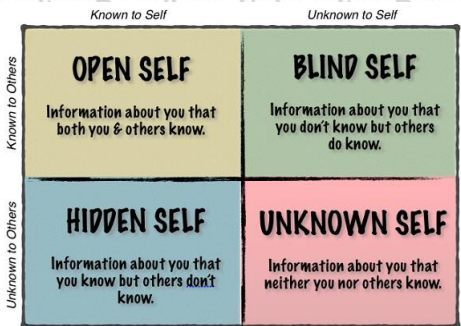 Known to Self
Unknown to Self
Known to Others
OPEN SELF
Information about you that
both you & others know.
BLIND SELF
Information about you that
you don't know but others
do know.
Unknown to Others
HIDDEN SELF
Information about you that
you know but others don't
know.
UNKNOWN SELF
Information about you that
neither you nor others know.